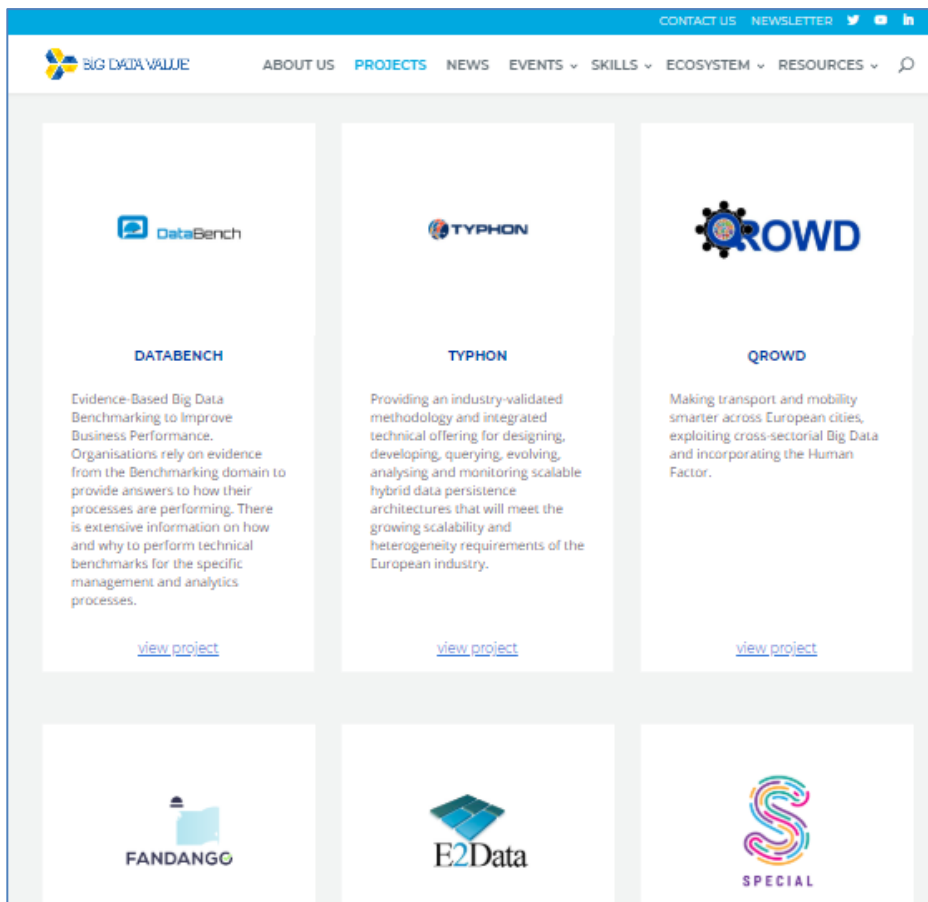 CONTACT US NEWSLETTER
BIG DATA VALUE ABOUT US PROJECTS NEWS EVENTS SKILLS ECOSYSTEM RESOURCES
DataBench
TYPHON
QROWD
DATABENCH
Evidence-Based Big Data
Benchmarking to Improve
Business Performance.
Organisations rely on evidence
from the Benchmarking domain to
provide answers to how their
processes are performing. There
is extensive information on how
and why to perform technical
benchmarks for the specific
management and analytics
processes.
view project
TYPHON
Providing an industry-validated
methodology and integrated
technical offering for designing,
developing, querying, evolving,
analysing and monitoring scalable
hybrid data persistence
architectures that will meet the
growing scalability and
heterogeneity requirements of the
European industry.
view project
QROWD
Making transport and mobility
smarter across European cities,
exploiting cross-sectorial Big Data
and incorporating the Human
Factor.
view project
FANDANGO
E2Data
SPECIAL